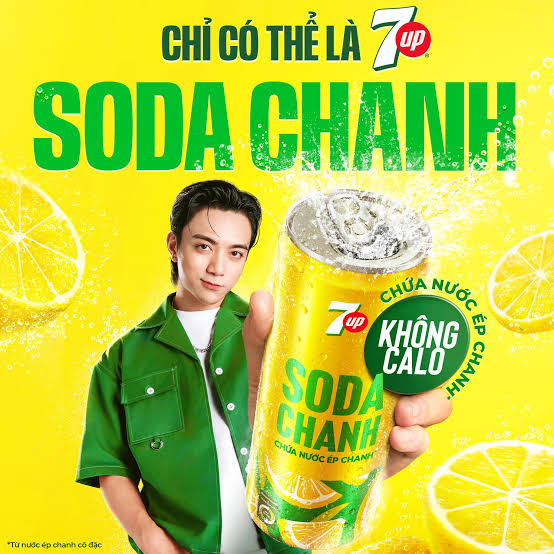 CHỈ CÓ THỂ LÀ 7up®
SODA CHANH
7up
SODA
CHANH
CHỨA NƯỚC ÉP CHANH*
CHỨA NƯỚC ÉP CHANH*
KHÔNG
CALO
*Từ nước ép chanh cô đặc